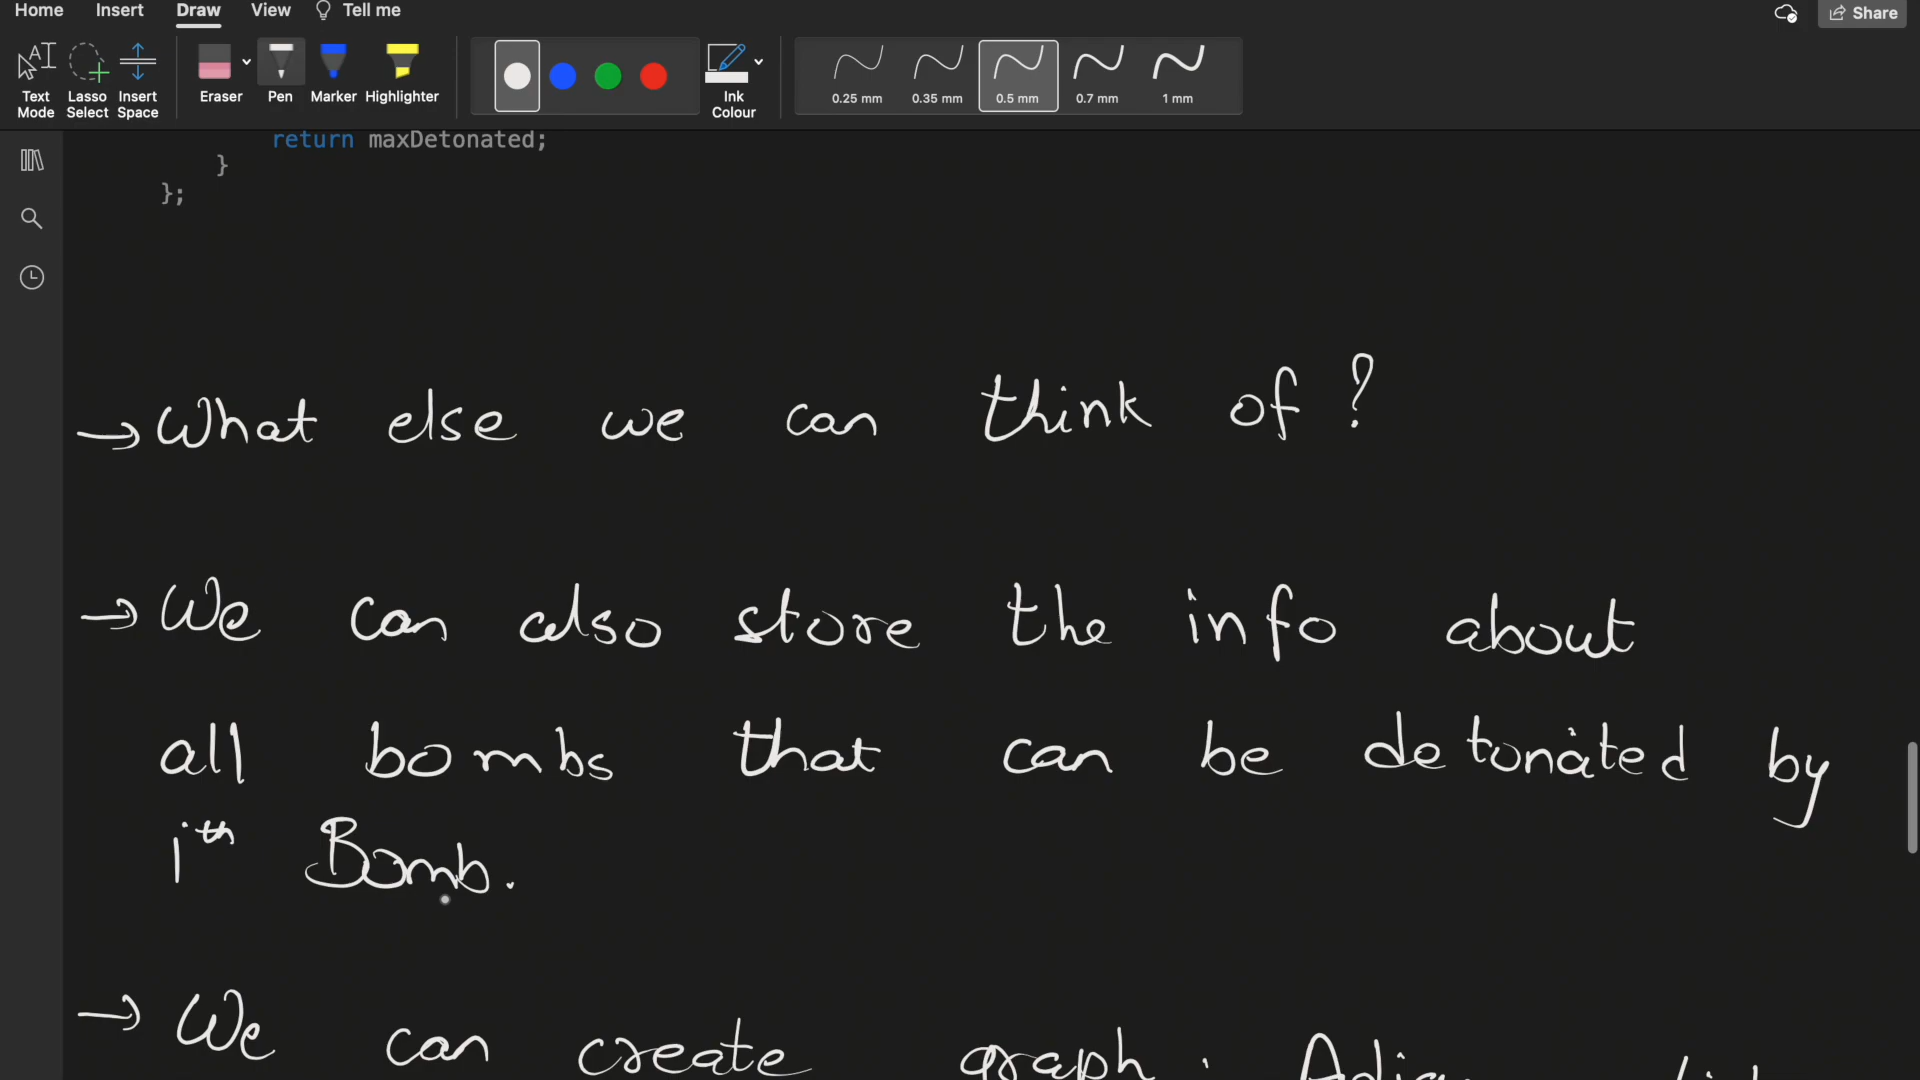 Home Insert Draw View Tell me Share
Text Mode Lasso Select Insert Space Eraser Pen Marker Highlighter Ink Colour 0.25 mm 0.35 mm 0.5 mm 0.7 mm 1 mm
return maxDetonated;
}
};
→ What else we can think of?
→ We can also store the info about
all bombs that can be detonated by
ith Bomb.
→ We can create graph.